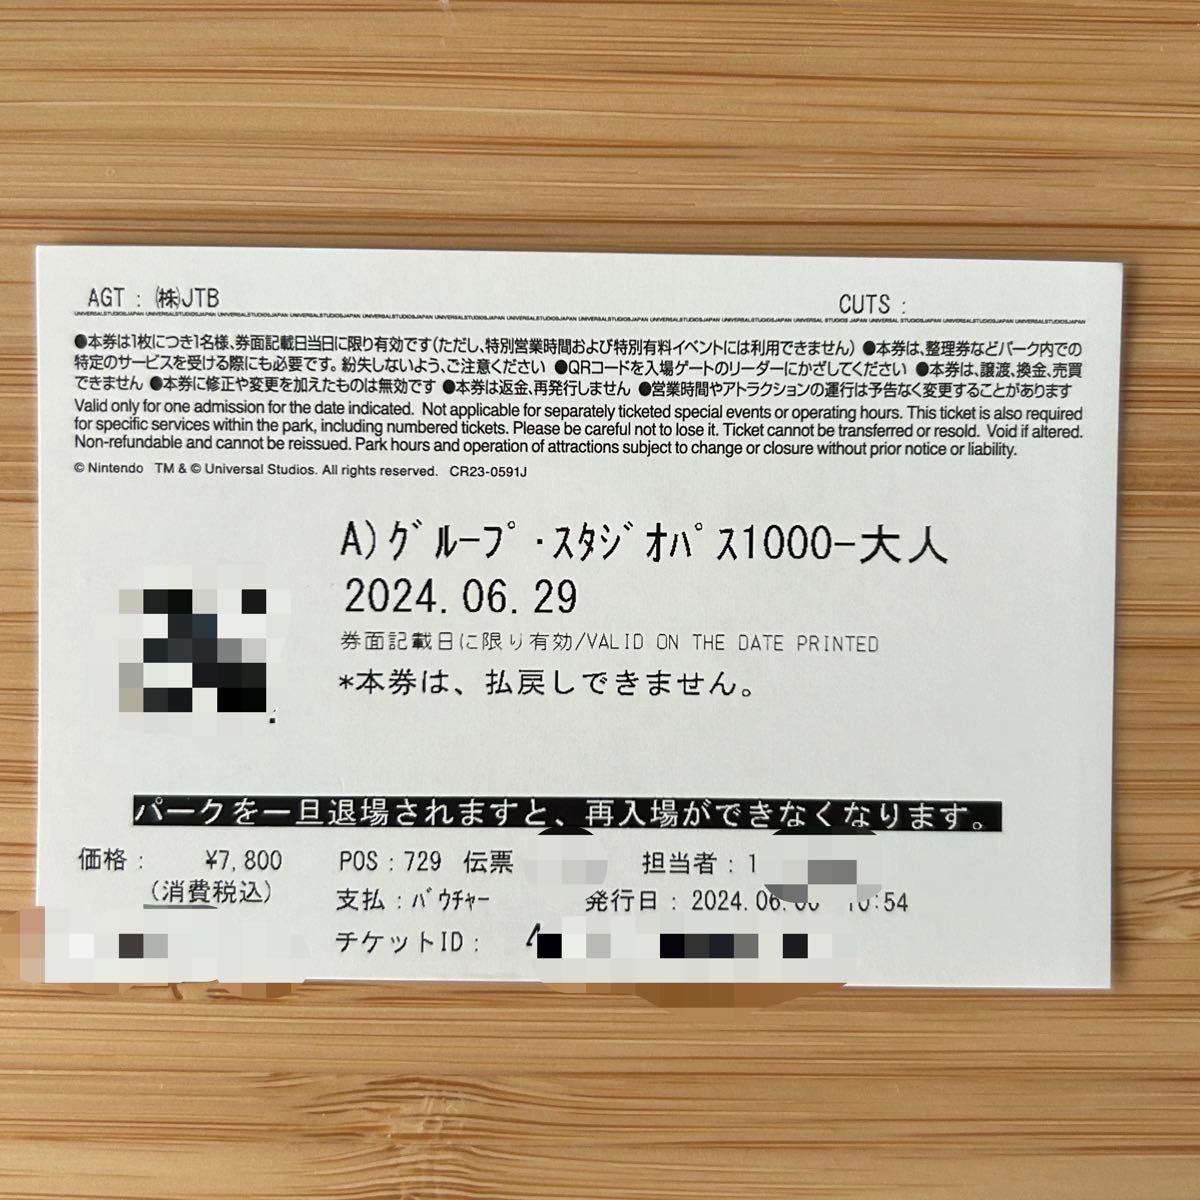 AGT : ㈱JTB
CUTS :
UNIVERSALSTUDIOSJAPAN UNIVERSALSTUDIOSJAPAN UNIVERSALSTUDIOSJAPAN UNIVERSALSTUDIOSJAPAN UNIVERSALSTUDIOSJAPAN UNIVERSALSTUDIOSJAPAN UNIVERSALSTUDIOSJAPAN
●本券は1枚につき1名様、券面記載日当日に限り有効です(ただし、特別営業時間および特別有料イベントには利用できません) ●本券は、整理券などパーク内での
特定のサービスを受ける際にも必要です。紛失しないよう、ご注意ください ●QRコードを入場ゲートのリーダーにかざしてください ●本券は、譲渡、換金、売買
できません ●本券に修正や変更を加えたものは無効です ●本券は返金、再発行しません ●営業時間やアトラクションの運行は予告なく変更することがあります
Valid only for one admission for the date indicated. Not applicable for separately ticketed special events or operating hours. This ticket is also required
for specific services within the park, including numbered tickets. Please be careful not to lose it. Ticket cannot be transferred or resold. Void if altered.
Non-refundable and cannot be reissued. Park hours and operation of attractions subject to change or closure without prior notice or liability.
© Nintendo TM & © Universal Studios. All rights reserved. CR23-0591J
A)グループ・スタジオパス1000-大人
2024.06.29
券面記載日に限り有効/VALID ON THE DATE PRINTED
*本券は、払戻しできません。
パークを一旦退場されますと、再入場ができなくなります。
価格: ¥7,800 POS:729 伝票 担当者:1
(消費税込) 支払:バウチャー 発行日: 2024.06. 10:54
チケットID: